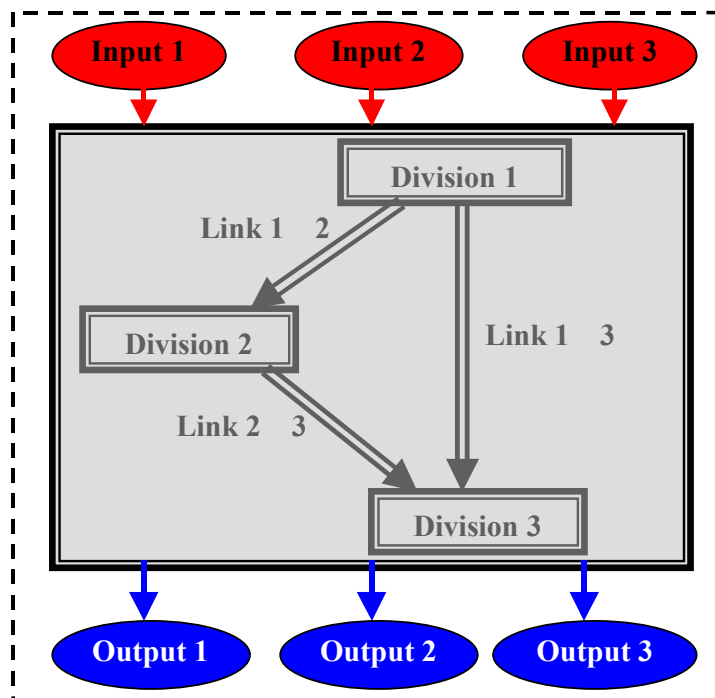 Input 1
Input 2
Input 3
Division 1
Link 1 2
Division 2
Link 1 3
Link 2 3
Division 3
Output 1
Output 2
Output 3